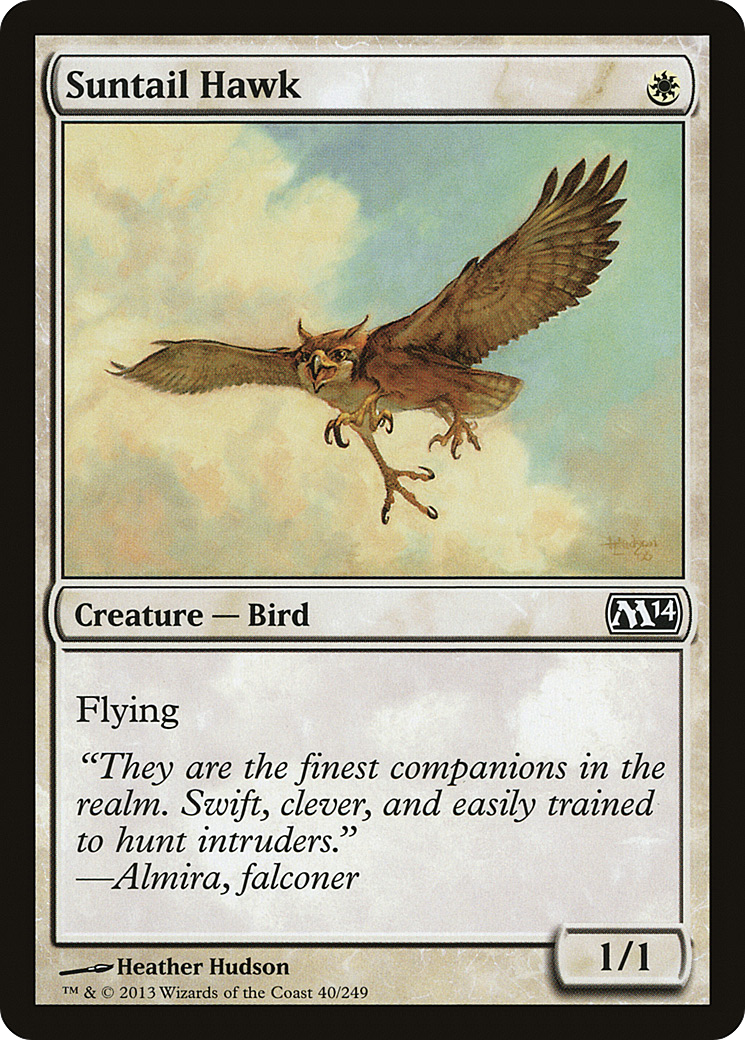 Suntail Hawk
Creature — Bird
M14
Flying
“They are the finest companions in the
realm. Swift, clever, and easily trained
to hunt intruders.”
—Almira, falconer
1/1
Heather Hudson
™ & © 2013 Wizards of the Coast 40/249